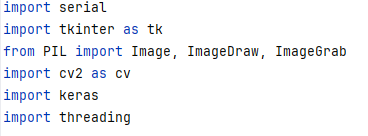 import serial
import tkinter as tk
from PIL import Image, ImageDraw, ImageGrab
import cv2 as cv
import keras
import threading